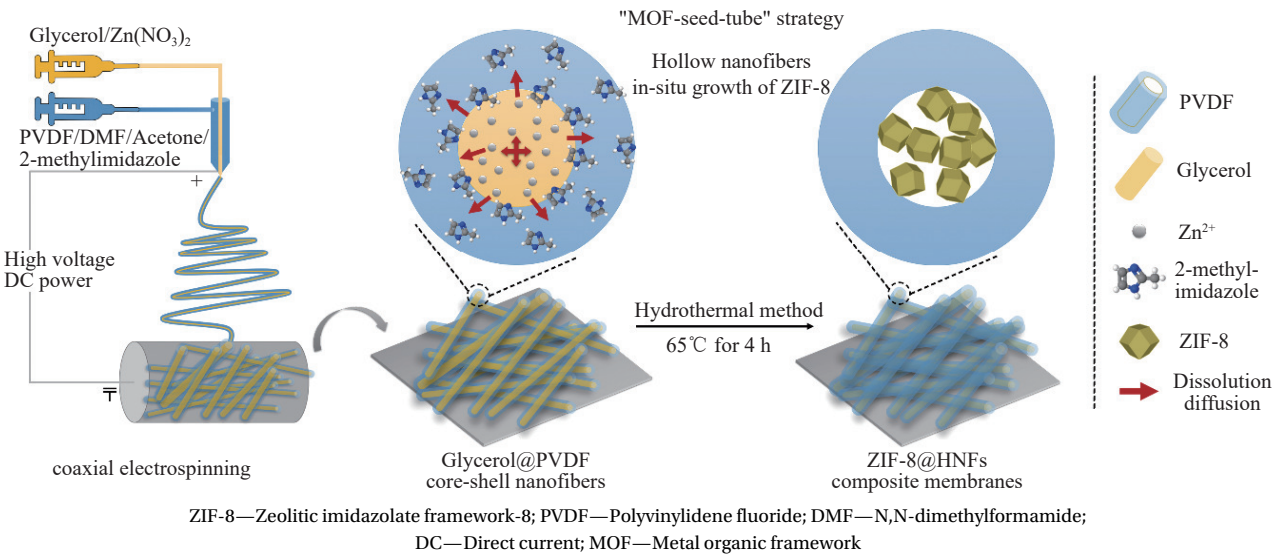 "MOF-seed-tube" strategy
Glycerol/Zn(NO₃)₂
PVDF/DMF/Acetone/
2-methylimidazole
+
High voltage
DC power
coaxial electrospinning
Hollow nanofibers
in-situ growth of ZIF-8
Glycerol@PVDF
core-shell nanofibers
Hydrothermal method
65℃ for 4 h
ZIF-8@HNFs
composite membranes
PVDF
Glycerol
Zn²⁺
2-methyl-
imidazole
ZIF-8
Dissolution
diffusion
ZIF-8—Zeolitic imidazolate framework-8; PVDF—Polyvinylidene fluoride; DMF—N,N-dimethylformamide;
DC—Direct current; MOF—Metal organic framework